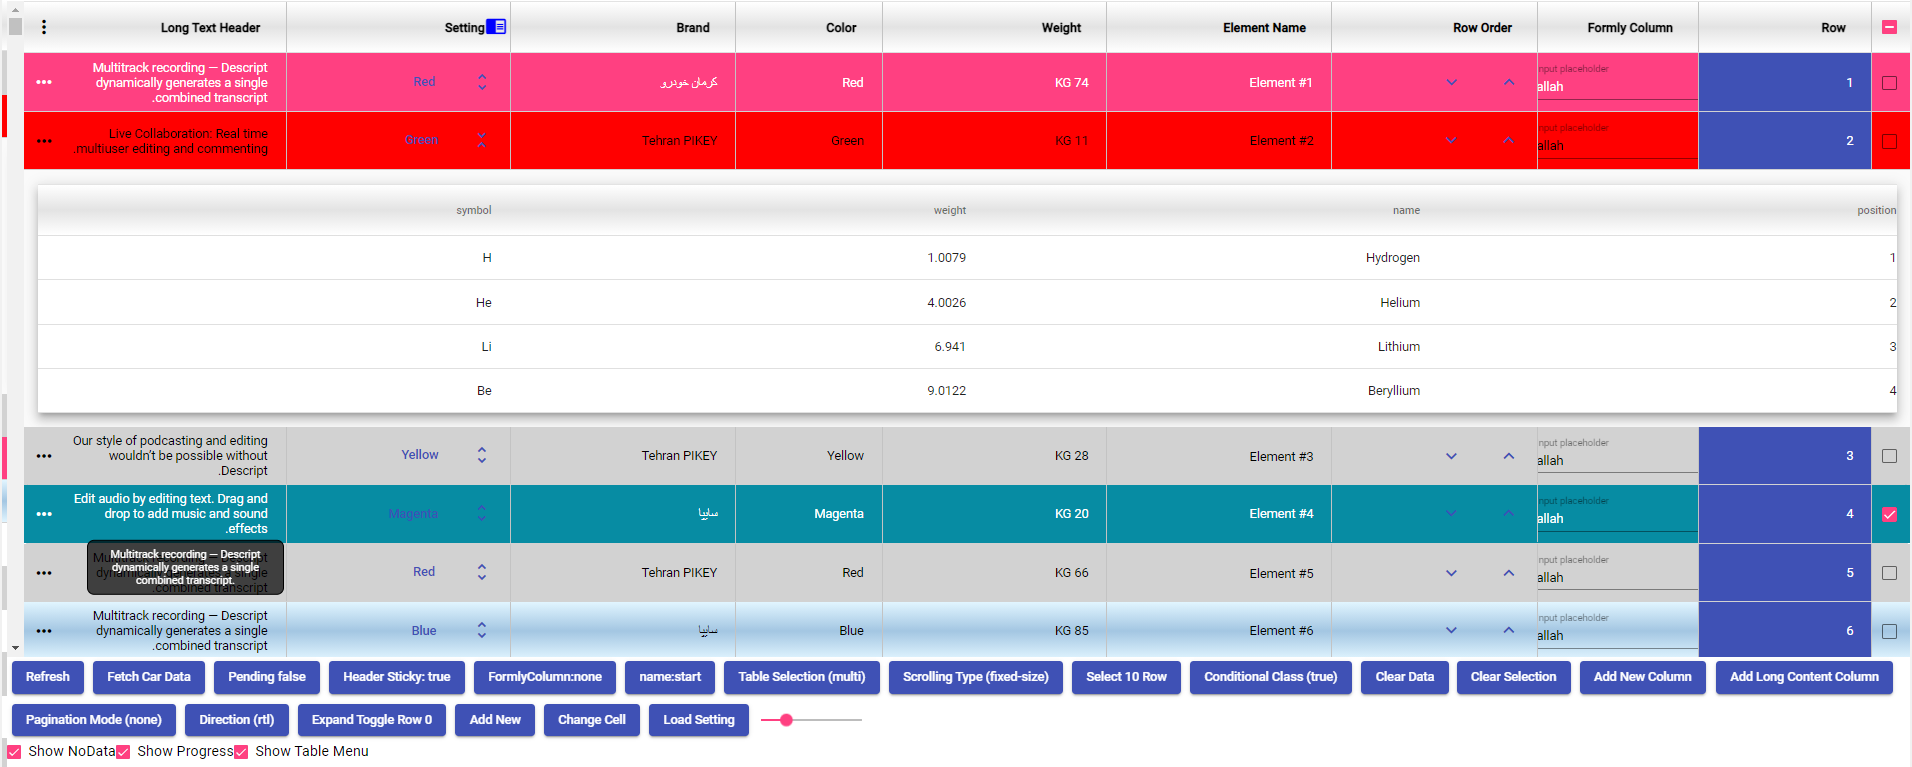 Long Text Header Setting Brand Color Weight Element Name Row Order Formly Column Row
Multitrack recording — Descript
dynamically generates a single
.combined transcript
Red کرمان خودرو Red KG 74 Element #1
nput placeholder
allah
1
Live Collaboration: Real time
.multiuser editing and commenting
Green Tehran PIKEY Green KG 11 Element #2
nput placeholder
allah
2
symbol weight name position
H 1.0079 Hydrogen 1
He 4.0026 Helium 2
Li 6.941 Lithium 3
Be 9.0122 Beryllium 4
Our style of podcasting and editing
wouldn't be possible without
.Descript
Yellow Tehran PIKEY Yellow KG 28 Element #3
nput placeholder
allah
3
Edit audio by editing text. Drag and
drop to add music and sound
.effects
Magenta سایپا Magenta KG 20 Element #4
nput placeholder
allah
4
Multitrack recording — Descript
dynamically generates a single
combined transcript.
Red Tehran PIKEY Red KG 66 Element #5
nput placeholder
allah
5
Multitrack recording — Descript
dynamically generates a single
.combined transcript
Blue سایپا Blue KG 85 Element #6
nput placeholder
allah
6
Refresh Fetch Car Data Pending false Header Sticky: true FormlyColumn:none name:start Table Selection (multi) Scrolling Type (fixed-size) Select 10 Row Conditional Class (true) Clear Data Clear Selection Add New Column Add Long Content Column
Pagination Mode (none) Direction (rtl) Expand Toggle Row 0 Add New Change Cell Load Setting
Show NoData Show Progress Show Table Menu